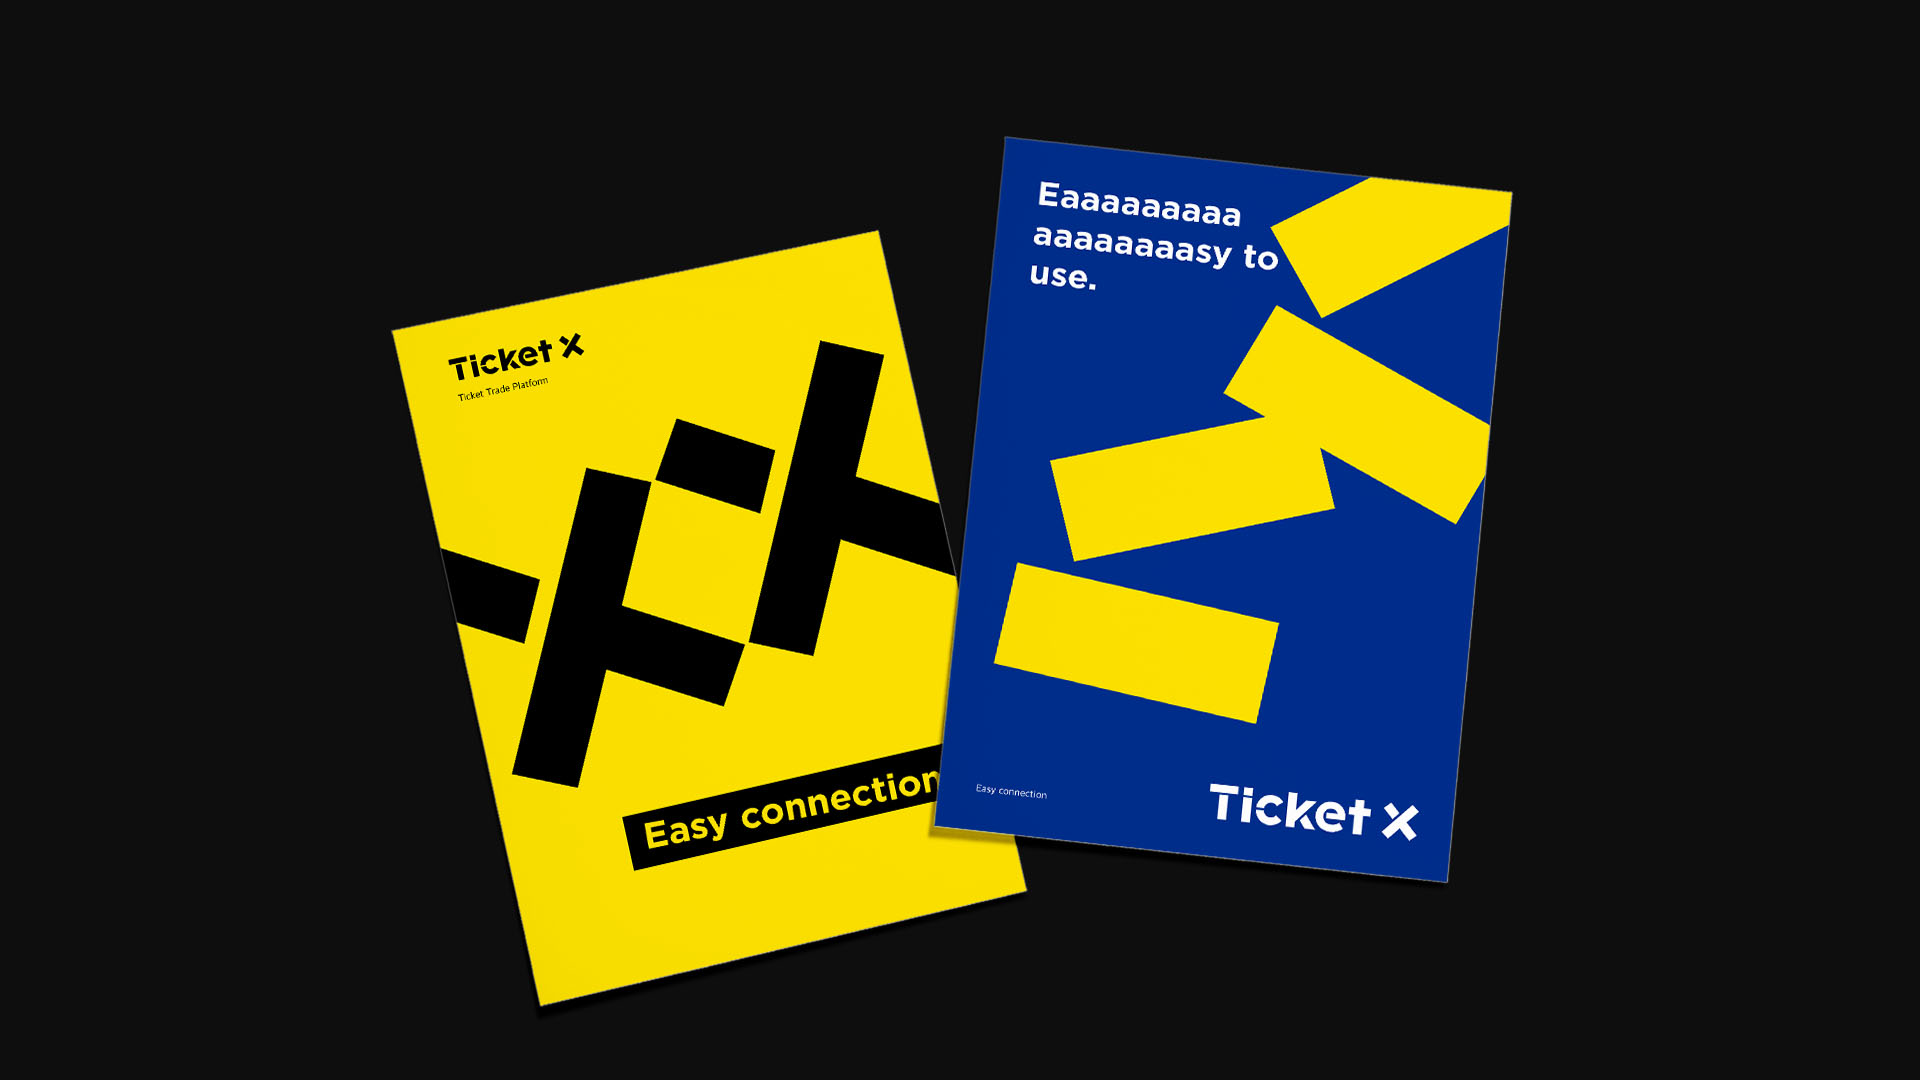 Ticket X
Ticket Trade Platform
Easy connection
Eaaaaaaaaa
aaaaaaaasy to
use.
Easy connection
Ticket X